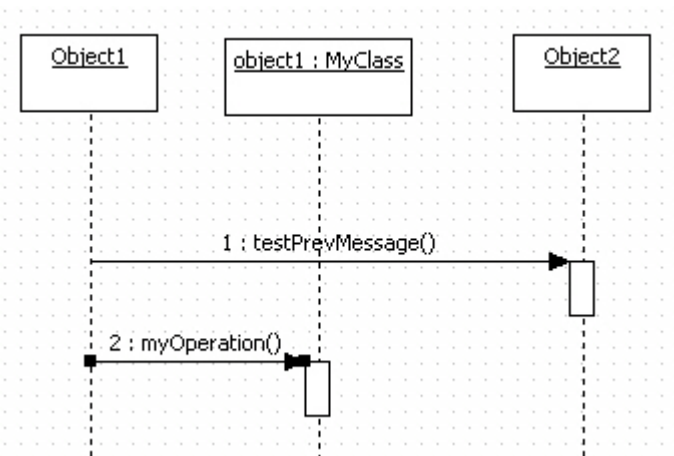 Object1
object1 : MyClass
Object2
1 : testPrevMessage()
2 : myOperation()